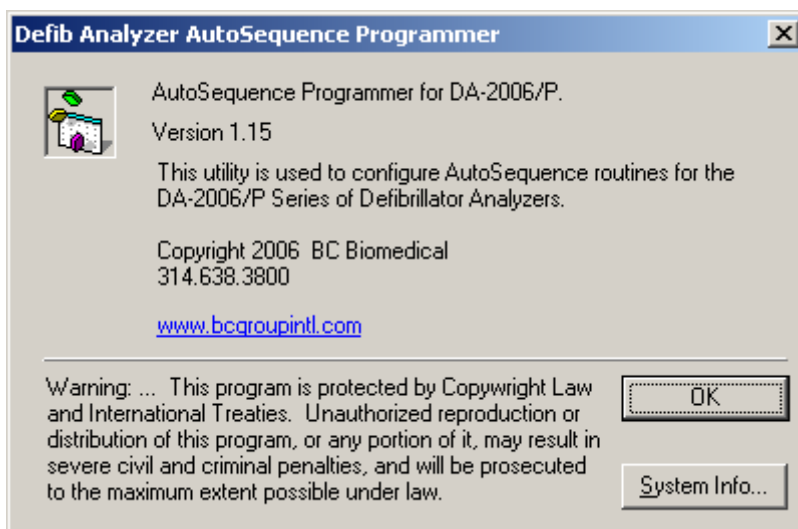 Defib Analyzer AutoSequence Programmer
AutoSequence Programmer for DA-2006/P.
Version 1.15
This utility is used to configure AutoSequence routines for the
DA-2006/P Series of Defibrillator Analyzers.
Copyright 2006  BC Biomedical
314.638.3800
www.bcgroupintl.com
Warning: ...  This program is protected by Copywright Law
and International Treaties.  Unauthorized reproduction or
distribution of this program, or any portion of it, may result in
severe civil and criminal penalties, and will be prosecuted
to the maximum extent possible under law.
OK
System Info...